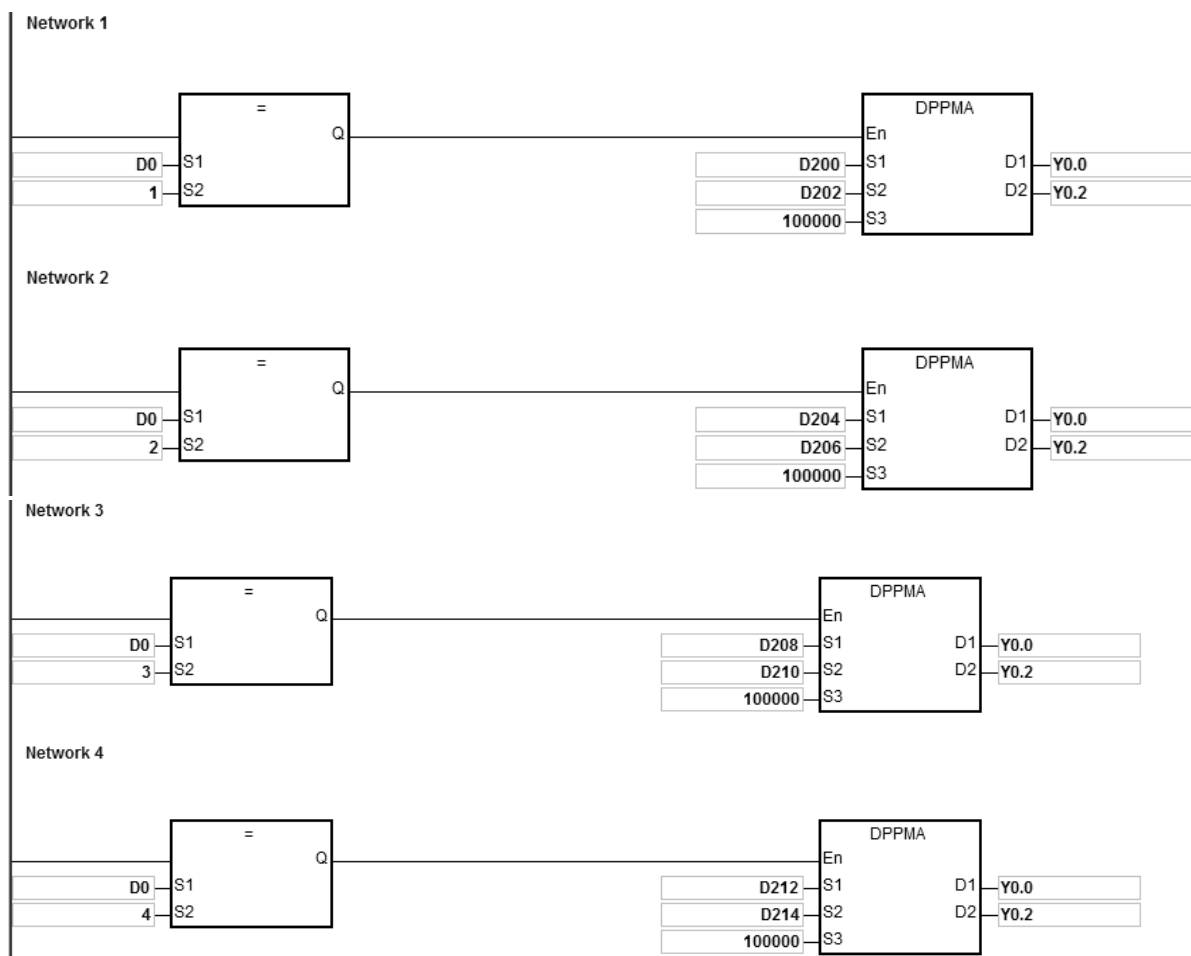 Network 1
= DPPMA
Q En
D0 S1 D200 S1 D1 Y0.0
1 S2 D202 S2 D2 Y0.2
100000 S3
Network 2
= DPPMA
Q En
D0 S1 D204 S1 D1 Y0.0
2 S2 D206 S2 D2 Y0.2
100000 S3
Network 3
= DPPMA
Q En
D0 S1 D208 S1 D1 Y0.0
3 S2 D210 S2 D2 Y0.2
100000 S3
Network 4
= DPPMA
Q En
D0 S1 D212 S1 D1 Y0.0
4 S2 D214 S2 D2 Y0.2
100000 S3